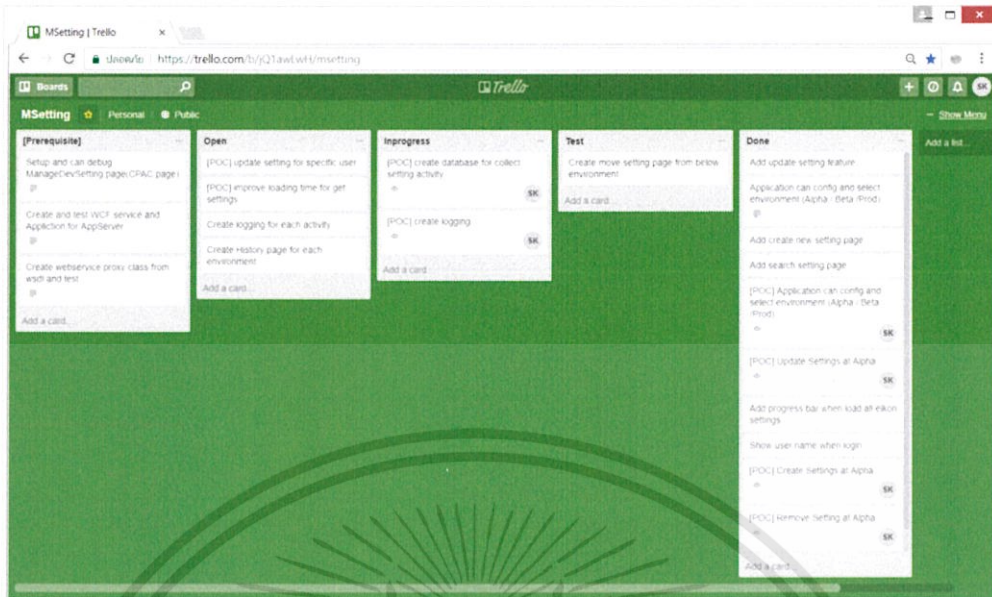 MSetting | Trello
ปลอดภัย https://trello.com/b/jQ1awLwH/msetting
Boards
Trello
SK
MSetting
Personal
Public
Show Menu
[Prerequisite]
Setup and can debug
ManageDevSetting page(CPAC page)
Create and test WCF service and
Appliction for AppServer
Create webservice proxy class from
wsdl and test
Add a card...
Open
[POC] update setting for specific user
[POC] improve loading time for get
settings
Create logging for each activity
Create History page for each
environment
Add a card...
Inprogress
[POC] create database for collect
setting activity
SK
[POC] create logging
SK
Add a card...
Test
Create move setting page from below
environment
Add a card...
Done
Add update setting feature
Application can config and select
environment (Alpha / Beta /Prod)
Add create new setting page
Add search setting page
[POC] Application can config and
select environment (Alpha / Beta
/Prod)
SK
[POC] Update Settings at Alpha
SK
Add progress bar when load all eikon
settings
Show user name when login
[POC] Create Settings at Alpha
SK
[POC] Remove Setting at Alpha
SK
Add a card...
Add a list...